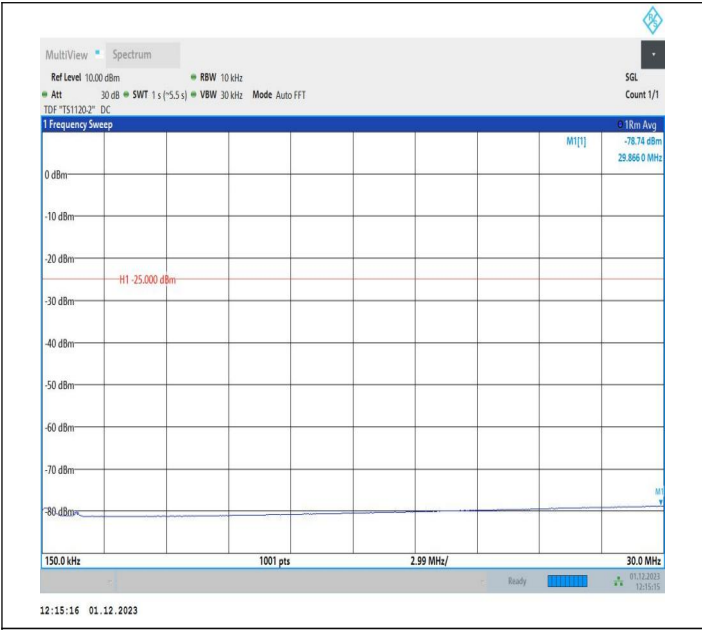 MultiView Spectrum
Ref Level 10.00 dBm RBW 10 kHz SGL
Att 30 dB SWT 1 s (~5.5 s) VBW 30 kHz Mode Auto FFT Count 1/1
TDF "TS1120-2" DC
1 Frequency Sweep 1Rm Avg
M1[1] -78.74 dBm
29.866 0 MHz
0 dBm
-10 dBm
-20 dBm
H1 -25.000 dBm
-30 dBm
-40 dBm
-50 dBm
-60 dBm
-70 dBm
M1
-80 dBm
150.0 kHz 1001 pts 2.99 MHz/ 30.0 MHz
Ready 01.12.2023
12:15:15
12:15:16 01.12.2023